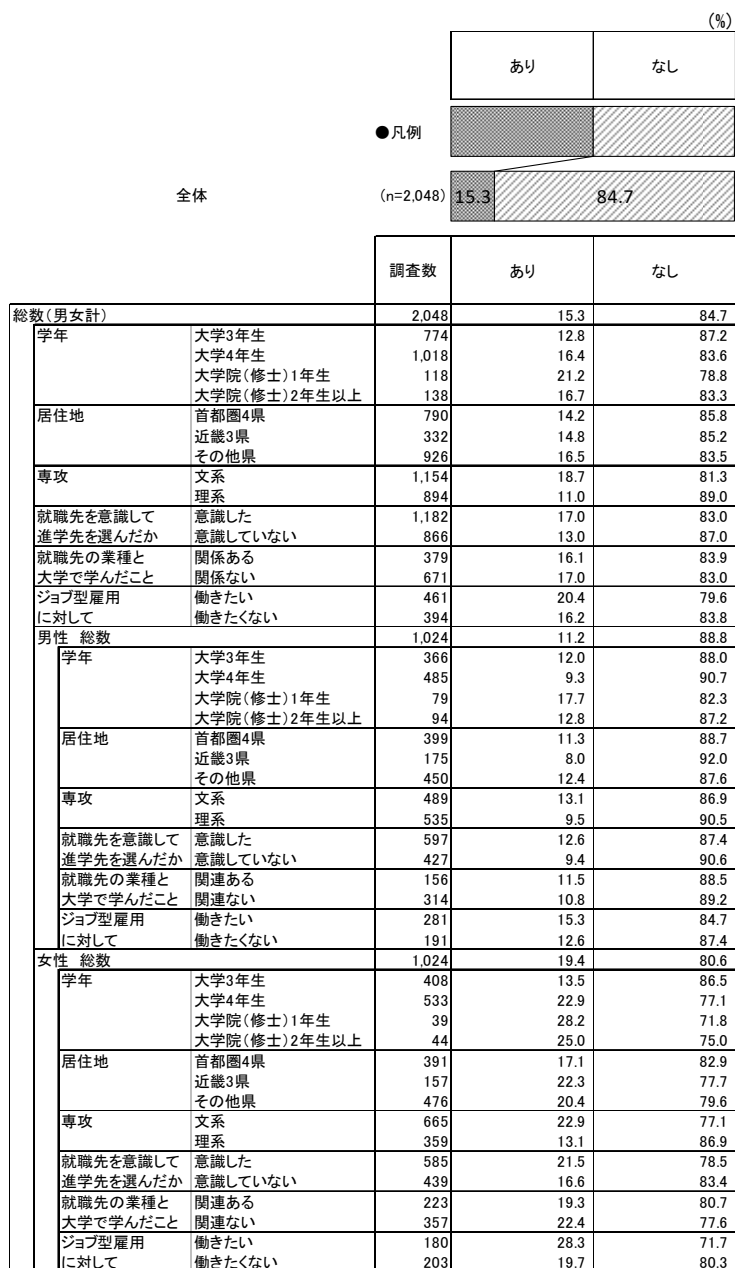 (%)
あり なし
●凡例
全体 (n=2,048) 15.3 84.7
調査数 あり なし
総数(男女計) 2,048 15.3 84.7
学年 大学3年生 774 12.8 87.2
大学4年生 1,018 16.4 83.6
大学院(修士)1年生 118 21.2 78.8
大学院(修士)2年生以上 138 16.7 83.3
居住地 首都圏4県 790 14.2 85.8
近畿3県 332 14.8 85.2
その他県 926 16.5 83.5
専攻 文系 1,154 18.7 81.3
理系 894 11.0 89.0
就職先を意識して 意識した 1,182 17.0 83.0
進学先を選んだか 意識していない 866 13.0 87.0
就職先の業種と 関係ある 379 16.1 83.9
大学で学んだこと 関係ない 671 17.0 83.0
ジョブ型雇用 働きたい 461 20.4 79.6
に対して 働きたくない 394 16.2 83.8
男性 総数 1,024 11.2 88.8
学年 大学3年生 366 12.0 88.0
大学4年生 485 9.3 90.7
大学院(修士)1年生 79 17.7 82.3
大学院(修士)2年生以上 94 12.8 87.2
居住地 首都圏4県 399 11.3 88.7
近畿3県 175 8.0 92.0
その他県 450 12.4 87.6
専攻 文系 489 13.1 86.9
理系 535 9.5 90.5
就職先を意識して 意識した 597 12.6 87.4
進学先を選んだか 意識していない 427 9.4 90.6
就職先の業種と 関連ある 156 11.5 88.5
大学で学んだこと 関連ない 314 10.8 89.2
ジョブ型雇用 働きたい 281 15.3 84.7
に対して 働きたくない 191 12.6 87.4
女性 総数 1,024 19.4 80.6
学年 大学3年生 408 13.5 86.5
大学4年生 533 22.9 77.1
大学院(修士)1年生 39 28.2 71.8
大学院(修士)2年生以上 44 25.0 75.0
居住地 首都圏4県 391 17.1 82.9
近畿3県 157 22.3 77.7
その他県 476 20.4 79.6
専攻 文系 665 22.9 77.1
理系 359 13.1 86.9
就職先を意識して 意識した 585 21.5 78.5
進学先を選んだか 意識していない 439 16.6 83.4
就職先の業種と 関連ある 223 19.3 80.7
大学で学んだこと 関連ない 357 22.4 77.6
ジョブ型雇用 働きたい 180 28.3 71.7
に対して 働きたくない 203 19.7 80.3